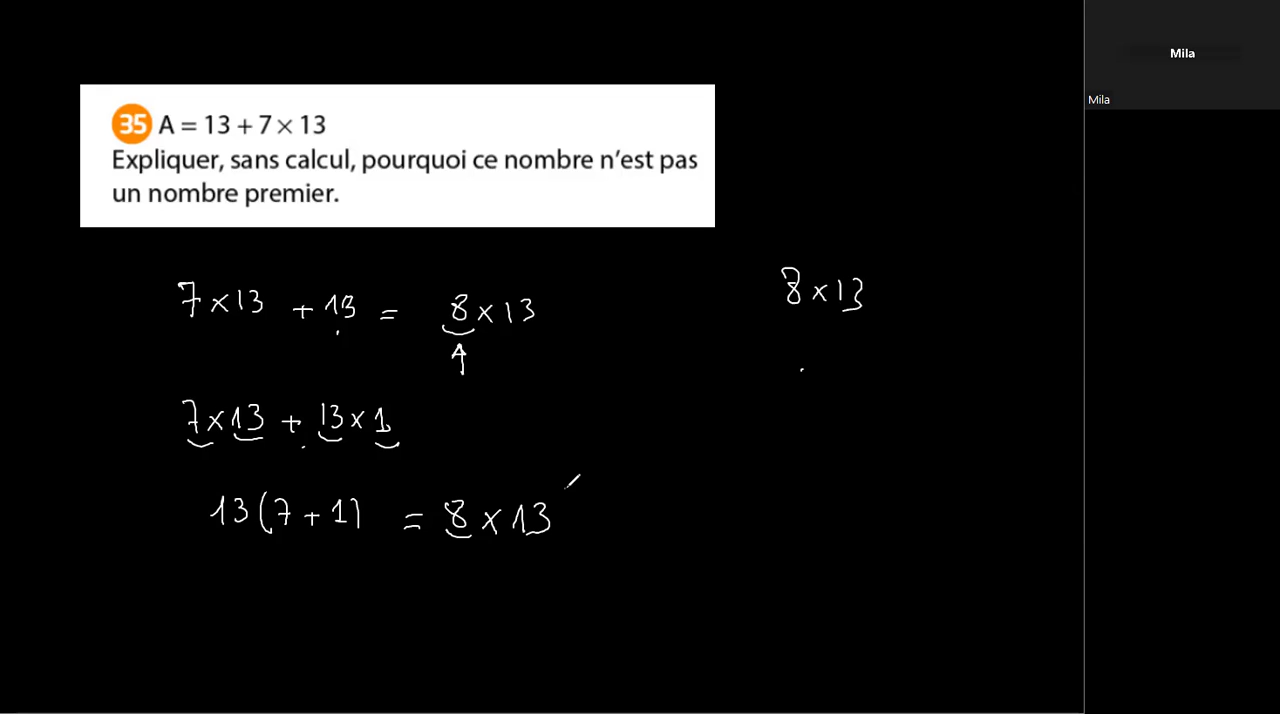 35 A = 13 + 7 × 13
Expliquer, sans calcul, pourquoi ce nombre n'est pas
un nombre premier.
7 × 13 + 13 = 8 × 13
8 × 13
7 × 13 + 13 × 1
13 (7 + 1) = 8 × 13
Mila
Mila